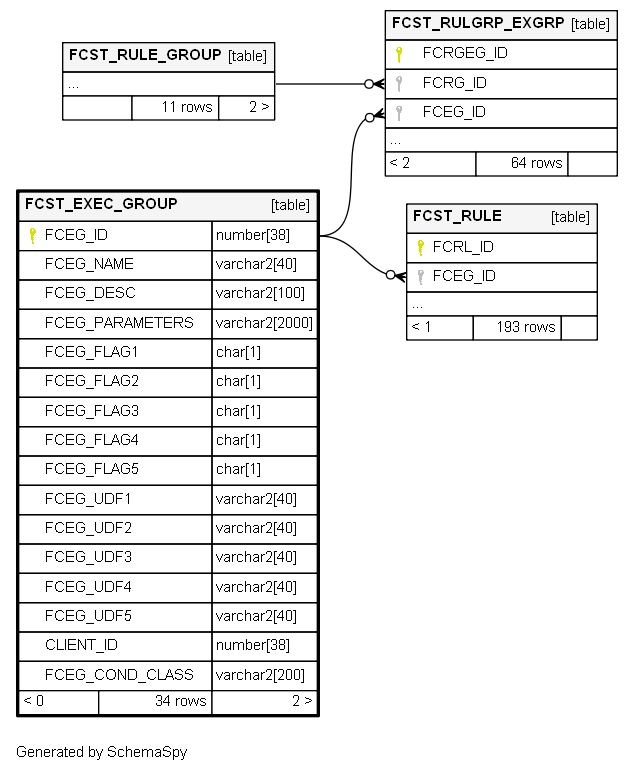 FCST_RULE_GROUP [table]
...
11 rows 2 >
FCST_RULGRP_EXGRP [table]
FCRGEG_ID
FCRG_ID
FCEG_ID
...
< 2 64 rows
FCST_EXEC_GROUP [table]
FCEG_ID number[38]
FCEG_NAME varchar2[40]
FCEG_DESC varchar2[100]
FCEG_PARAMETERS varchar2[2000]
FCEG_FLAG1 char[1]
FCEG_FLAG2 char[1]
FCEG_FLAG3 char[1]
FCEG_FLAG4 char[1]
FCEG_FLAG5 char[1]
FCEG_UDF1 varchar2[40]
FCEG_UDF2 varchar2[40]
FCEG_UDF3 varchar2[40]
FCEG_UDF4 varchar2[40]
FCEG_UDF5 varchar2[40]
CLIENT_ID number[38]
FCEG_COND_CLASS varchar2[200]
< 0 34 rows 2 >
FCST_RULE [table]
FCRL_ID
FCEG_ID
...
< 1 193 rows
Generated by SchemaSpy